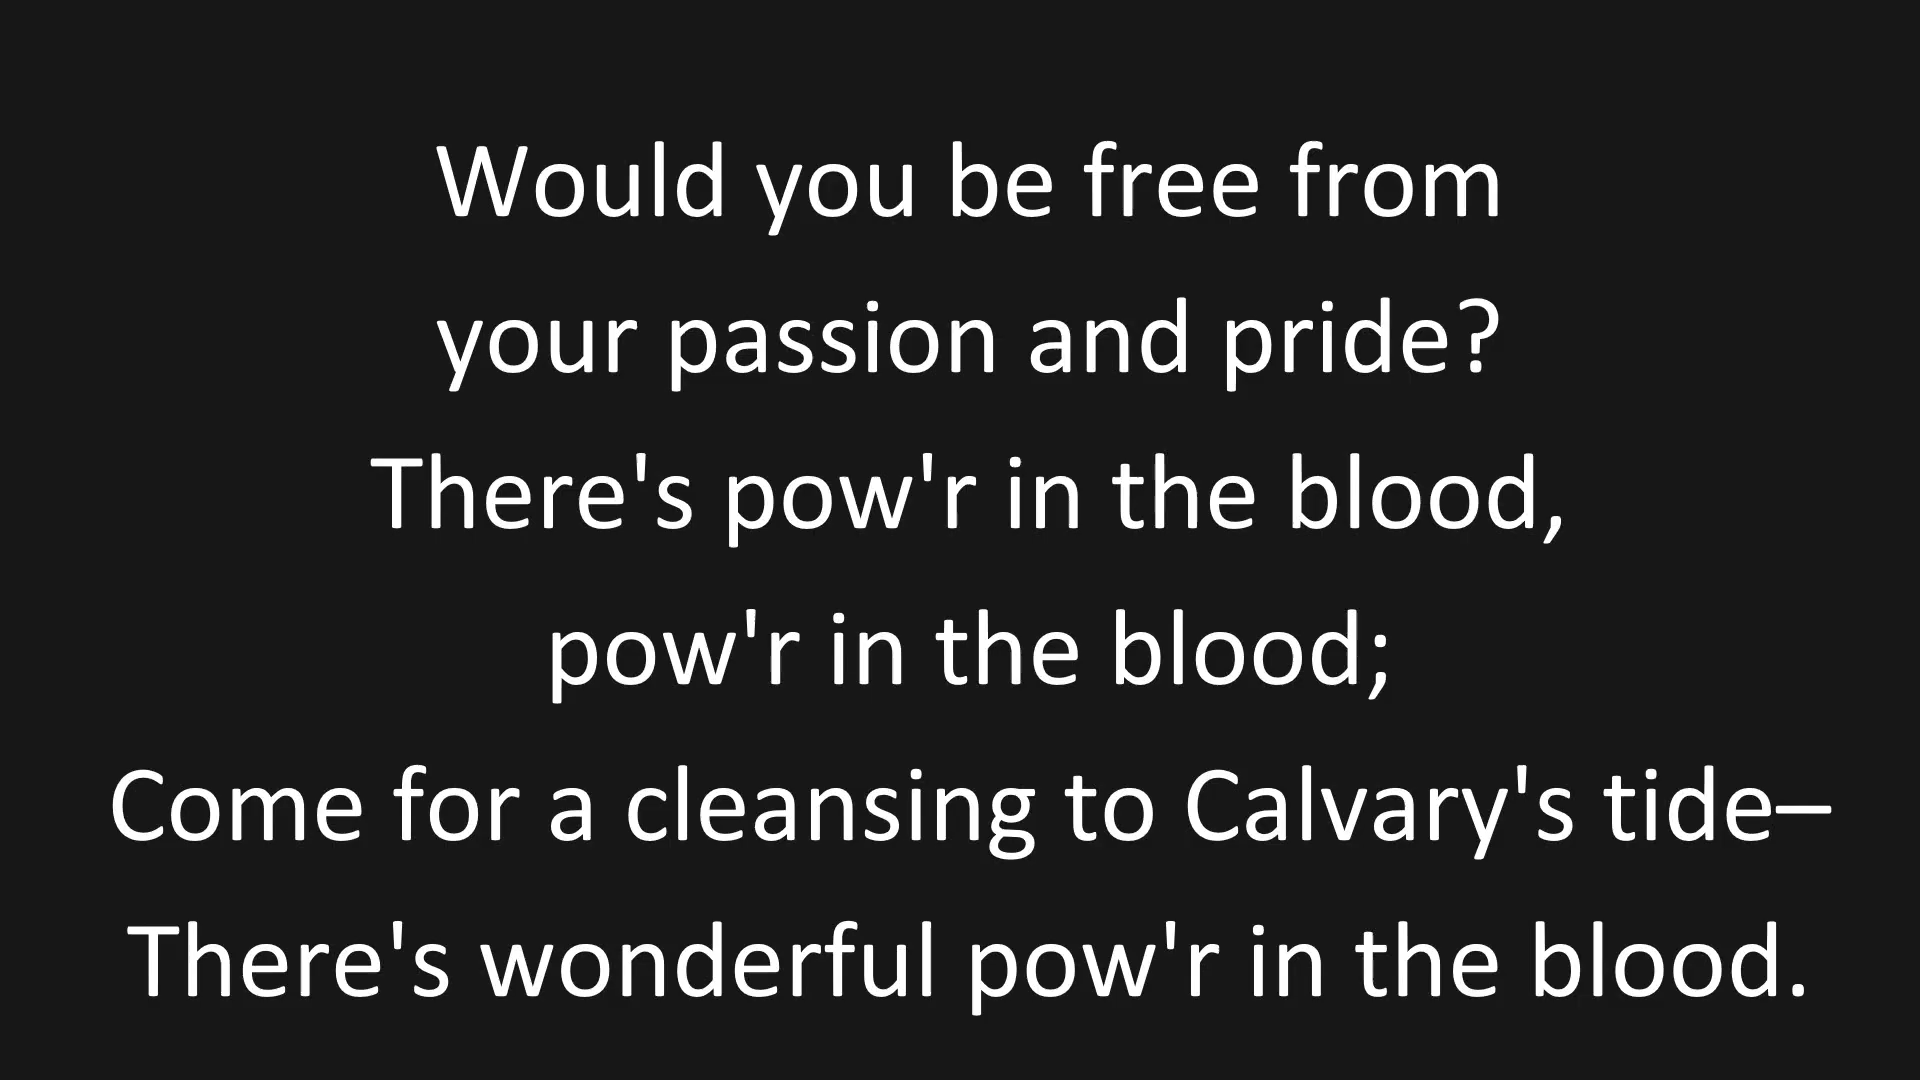 Would you be free from
your passion and pride?
There's pow'r in the blood,
pow'r in the blood;
Come for a cleansing to Calvary's tide–
There's wonderful pow'r in the blood.